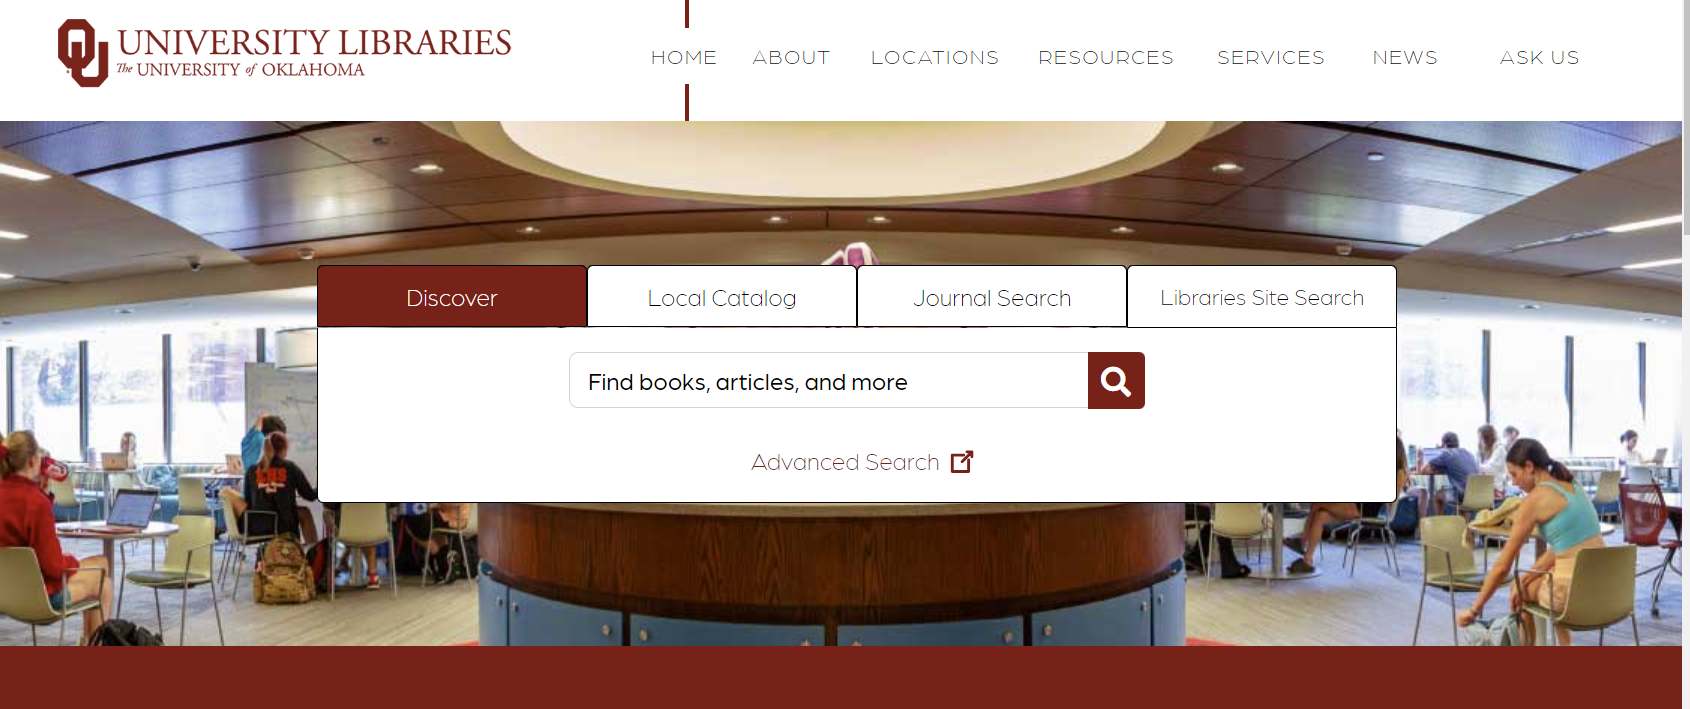 UNIVERSITY LIBRARIES
The UNIVERSITY of OKLAHOMA
HOME ABOUT LOCATIONS RESOURCES SERVICES NEWS ASK US
Discover Local Catalog Journal Search Libraries Site Search
Find books, articles, and more
Advanced Search